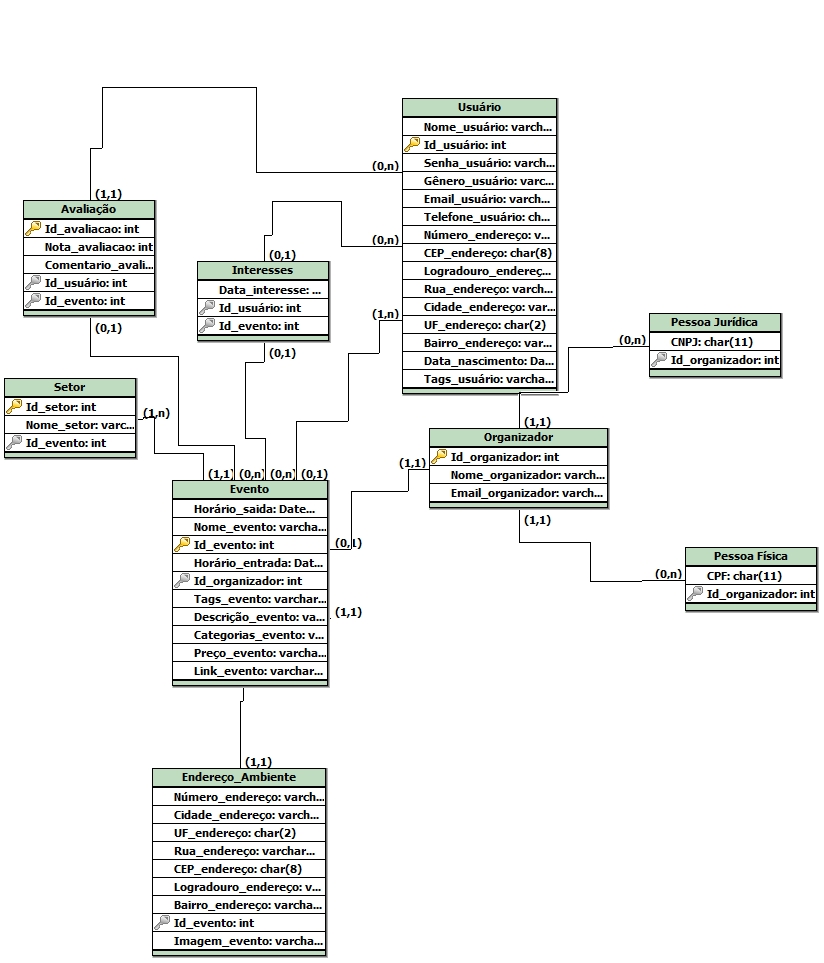 Usuário
Nome_usuário: varch...
Id_usuário: int
Senha_usuário: varch...
Gênero_usuário: varc...
Email_usuário: varch...
Telefone_usuário: ch...
Número_endereço: v...
CEP_endereço: char(8)
Logradouro_endereç...
Rua_endereço: varch...
Cidade_endereço: var...
UF_endereço: char(2)
Bairro_endereço: var...
Data_nascimento: Da...
Tags_usuário: varcha...
(0,n)
(0,n)
(1,n)
(1,1)
Avaliação
Id_avaliacao: int
Nota_avaliacao: int
Comentario_avali...
Id_usuário: int
Id_evento: int
(0,1)
(0,1)
Interesses
Data_interesse: ...
Id_usuário: int
Id_evento: int
(0,1)
Pessoa Jurídica
CNPJ: char(11)
Id_organizador: int
(0,n)
Setor
Id_setor: int
Nome_setor: varc...
Id_evento: int
(1,n)
(1,1)
Organizador
Id_organizador: int
Nome_organizador: varch...
Email_organizador: varch...
(1,1)
(1,1)
(1,1)
(0,n)
(0,n)
(0,1)
Evento
Horário_saida: Date...
Nome_evento: varcha...
Id_evento: int
Horário_entrada: Dat...
Id_organizador: int
Tags_evento: varchar...
Descrição_evento: va...
Categorias_evento: v...
Preço_evento: varcha...
Link_evento: varchar...
(0,1)
(1,1)
Pessoa Física
CPF: char(11)
Id_organizador: int
(0,n)
(1,1)
Endereço_Ambiente
Número_endereço: varch...
Cidade_endereço: varch...
UF_endereço: char(2)
Rua_endereço: varchar...
CEP_endereço: char(8)
Logradouro_endereço: v...
Bairro_endereço: varcha...
Id_evento: int
Imagem_evento: varcha...